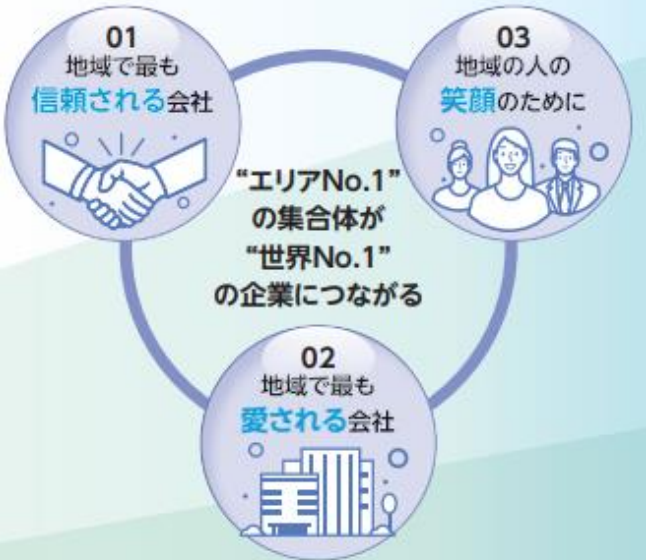 01
地域で最も
信頼される会社
03
地域の人の
笑顔のために
“エリアNo.1”
の集合体が
“世界No.1”
の企業につながる
02
地域で最も
愛される会社